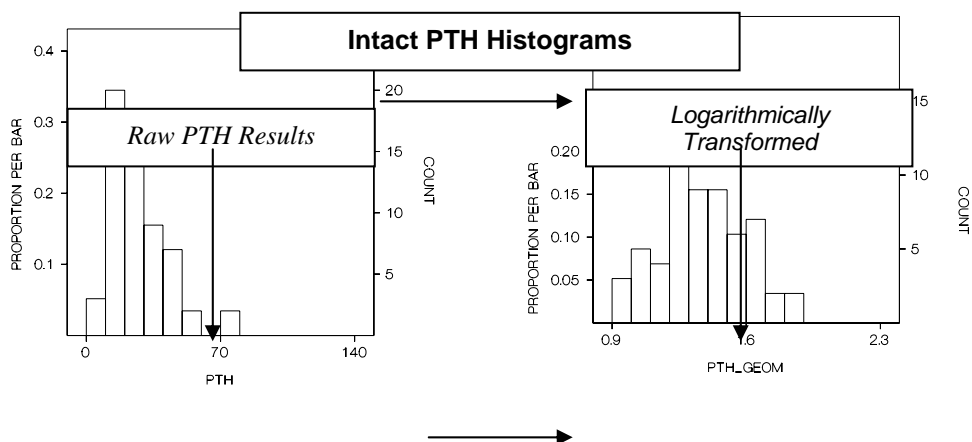 Intact PTH Histograms
Raw PTH Results
0.4
0.3
0.2
0.1
PROPORTION PER BAR
20
15
10
5
COUNT
0 70 140
PTH
Logarithmically
Transformed
0.20
0.15
0.10
0.05
PROPORTION PER BAR
15
10
5
COUNT
0.9 1.6 2.3
PTH_GEOM